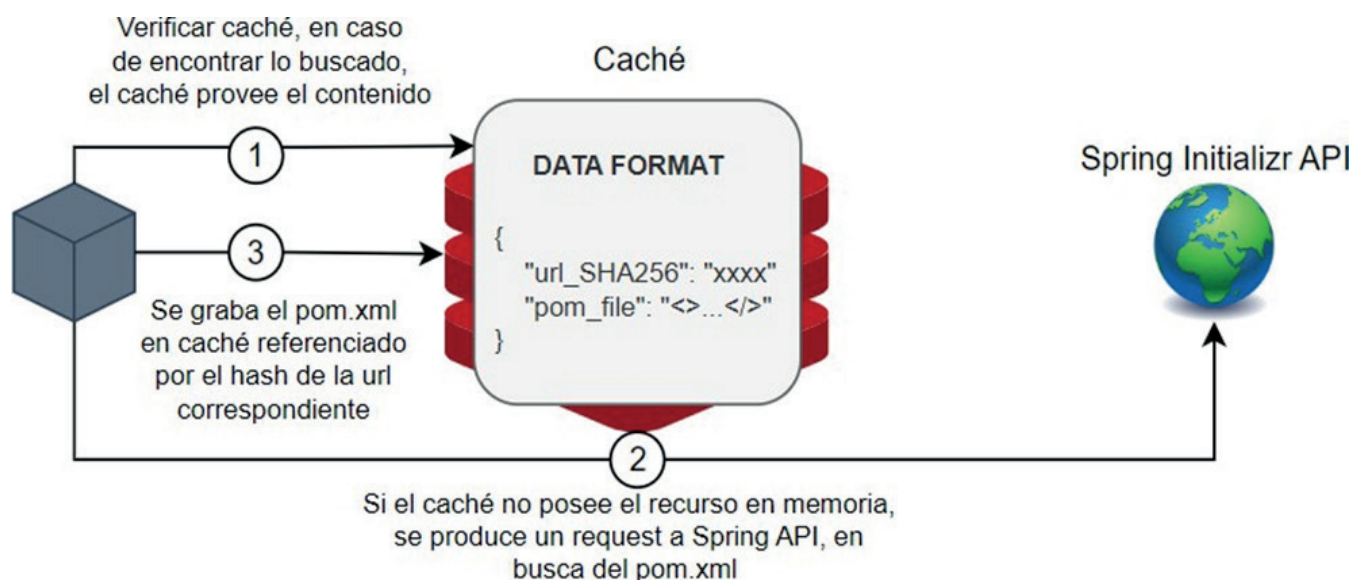 Verificar caché, en caso
de encontrar lo buscado,
el caché provee el contenido
1
Caché
DATA FORMAT
{
"url_SHA256": "xxxx"
"pom_file": "<>...</>"
}
Spring Initializr API
3
Se graba el pom.xml
en caché referenciado
por el hash de la url
correspondiente
2
Si el caché no posee el recurso en memoria,
se produce un request a Spring API, en
busca del pom.xml